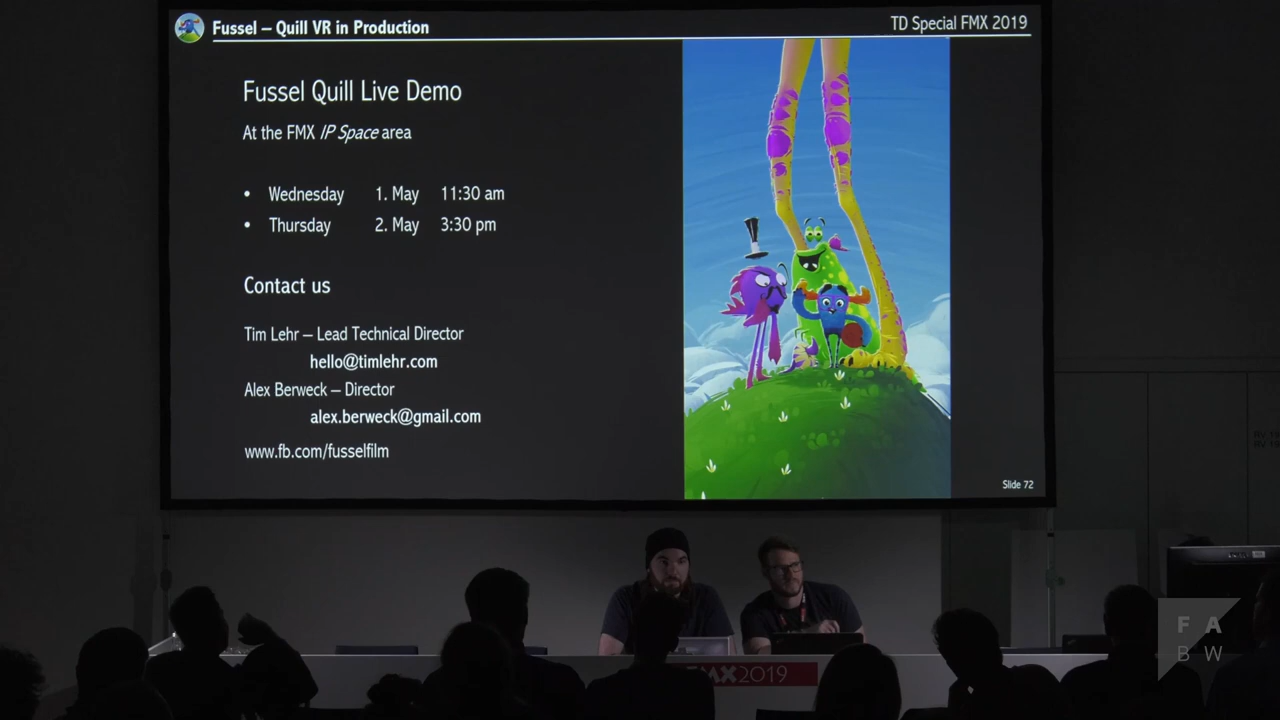 Fussel – Quill VR in Production
TD Special FMX 2019
Fussel Quill Live Demo
At the FMX IP Space area
• Wednesday 1. May 11:30 am
• Thursday 2. May 3:30 pm
Contact us
Tim Lehr – Lead Technical Director
hello@timlehr.com
Alex Berweck – Director
alex.berweck@gmail.com
www.fb.com/fusselfilm
Slide 72
FMX2019
F A
B W